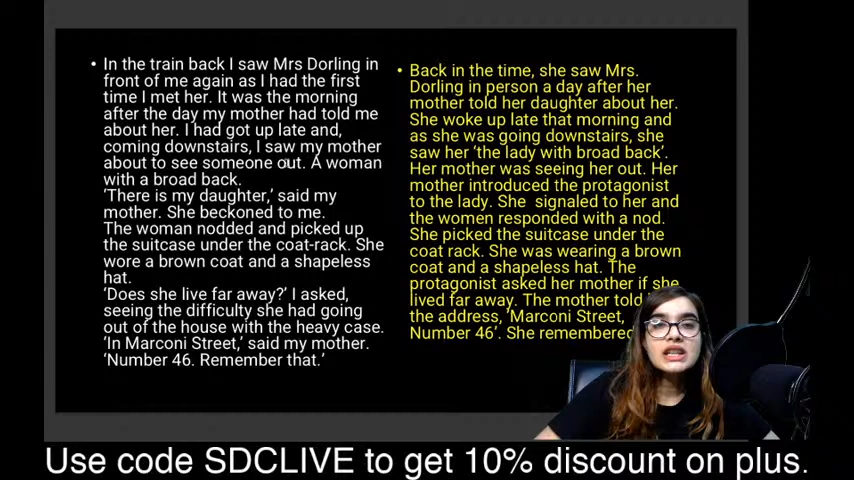 • In the train back I saw Mrs Dorling in
front of me again as I had the first
time I met her. It was the morning
after the day my mother had told me
about her. I had got up late and,
coming downstairs, I saw my mother
about to see someone out. A woman
with a broad back.
‘There is my daughter,’ said my
mother. She beckoned to me.
The woman nodded and picked up
the suitcase under the coat-rack. She
wore a brown coat and a shapeless
hat.
‘Does she live far away?’ I asked,
seeing the difficulty she had going
out of the house with the heavy case.
‘In Marconi Street,’ said my mother.
‘Number 46. Remember that.’
• Back in the time, she saw Mrs.
Dorling in person a day after her
mother told her daughter about her.
She woke up late that morning and
as she was going downstairs, she
saw her ‘the lady with broad back’.
Her mother was seeing her out. Her
mother introduced the protagonist
to the lady. She signaled to her and
the women responded with a nod.
She picked the suitcase under the
coat rack. She was wearing a brown
coat and a shapeless hat. The
protagonist asked her mother if she
lived far away. The mother told
the address, ‘Marconi Street,
Number 46’. She remembered
Use code SDCLIVE to get 10% discount on plus.